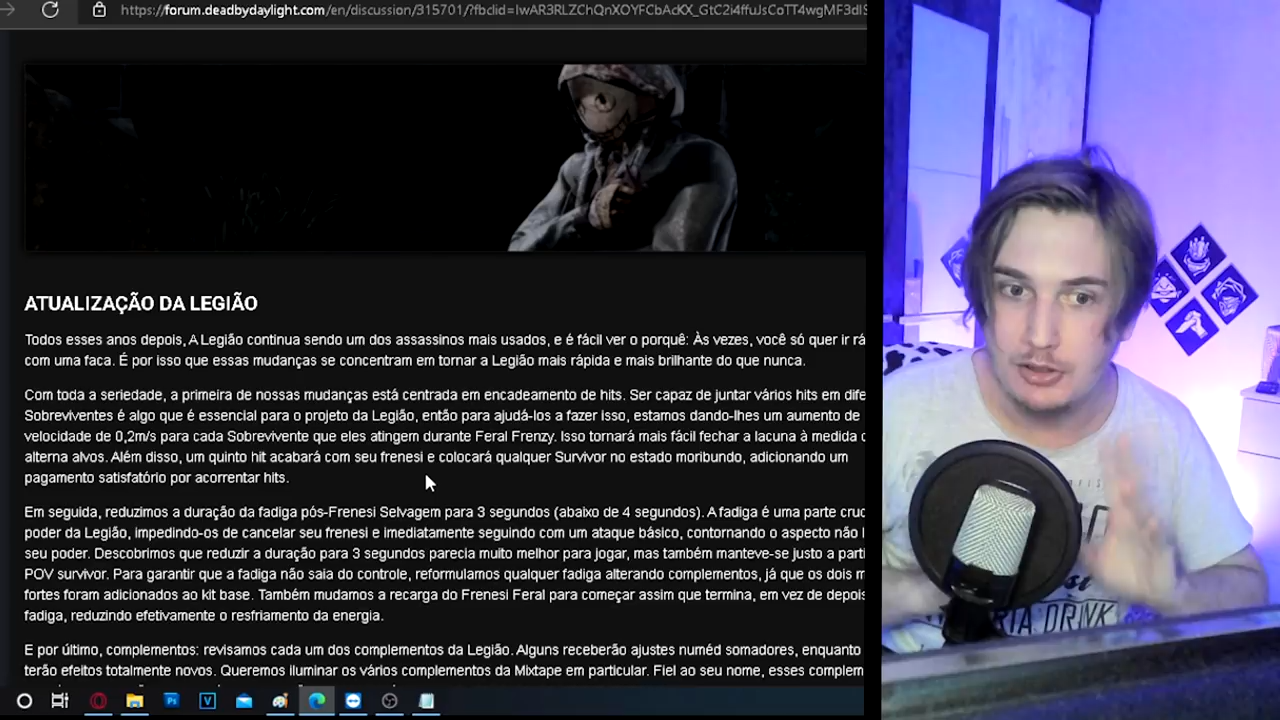 https://forum.deadbydaylight.com/en/discussion/315701/?fbclid=IwAR3RLZChQnXOYFCbAcKX_GtC2i4ffuJsCoTT4wgMF3dIS
ATUALIZAÇÃO DA LEGIÃO
Todos esses anos depois, A Legião continua sendo um dos assassinos mais usados, e é fácil ver o porquê: Às vezes, você só quer ir rá
com uma faca. É por isso que essas mudanças se concentram em tornar a Legião mais rápida e mais brilhante do que nunca.
Com toda a seriedade, a primeira de nossas mudanças está centrada em encadeamento de hits. Ser capaz de juntar vários hits em dife
Sobreviventes é algo que é essencial para o projeto da Legião, então para ajudá-los a fazer isso, estamos dando-lhes um aumento de
velocidade de 0,2m/s para cada Sobrevivente que eles atingem durante Feral Frenzy. Isso tornará mais fácil fechar a lacuna à medida
alterna alvos. Além disso, um quinto hit acabará com seu frenesi e colocará qualquer Survivor no estado moribundo, adicionando um
pagamento satisfatório por acorrentar hits.
Em seguida, reduzimos a duração da fadiga pós-Frenesi Selvagem para 3 segundos (abaixo de 4 segundos). A fadiga é uma parte cruc
poder da Legião, impedindo-os de cancelar seu frenesi e imediatamente seguindo com um ataque básico, contornando o aspecto não
seu poder. Descobrimos que reduzir a duração para 3 segundos parecia muito melhor para jogar, mas também manteve-se justo a parti
POV survivor. Para garantir que a fadiga não saia do controle, reformulamos qualquer fadiga alterando complementos, já que os dois m
fortes foram adicionados ao kit base. Também mudamos a recarga do Frenesi Feral para começar assim que termina, em vez de depois
fadiga, reduzindo efetivamente o resfriamento da energia.
E por último, complementos: revisamos cada um dos complementos da Legião. Alguns receberão ajustes numéd somadores, enquanto
terão efeitos totalmente novos. Queremos iluminar os vários complementos da Mixtape em particular. Fiel ao seu nome, esses complem
DRINK